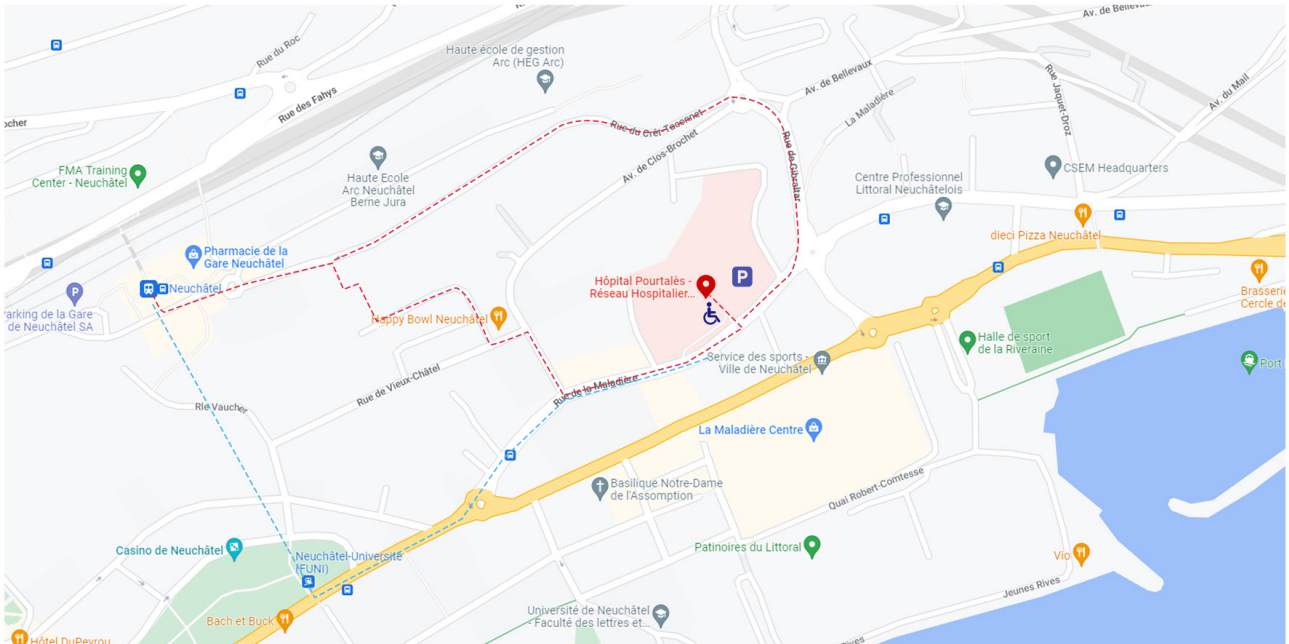 Av. de Bellevaux
Haute école de gestion
Arc (HEG Arc)
Rue du Roc
Rue des Fahys
Av. de Bellevaux
Rue Jaquet-Droz
Av. du Mail
La Maladière
ocher
Rue du Crêt-Taconnet
Av. de Clos-Brochet
Rue de Gibraltar
FMA Training
Center - Neuchâtel
Haute Ecole
Arc Neuchâtel
Berne Jura
Centre Professionnel
Littoral Neuchâtelois
CSEM Headquarters
dieci Pizza Neuchâtel
Pharmacie de la
Gare Neuchâtel
Neuchâtel
P
Parking de la Gare
de Neuchâtel SA
Happy Bowl Neuchâtel
Hôpital Pourtalès -
Réseau Hospitalier...
P
Brasserie
Cercle de
Halle de sport
de la Riveraine
Port
Service des sports -
Ville de Neuchâtel
Rue de Vieux-Châtel
Rue de la Maladière
Rle Vaucher
La Maladière Centre
Basilique Notre-Dame
de l'Assomption
Quai Robert-Comtesse
Casino de Neuchâtel
Neuchâtel-Université
(FUNI)
Patinoires du Littoral
Vio
Jeunes Rives
Bach et Buck
Université de Neuchâtel
- Faculté des lettres et...
Rives
Hôtel DuPeyrou